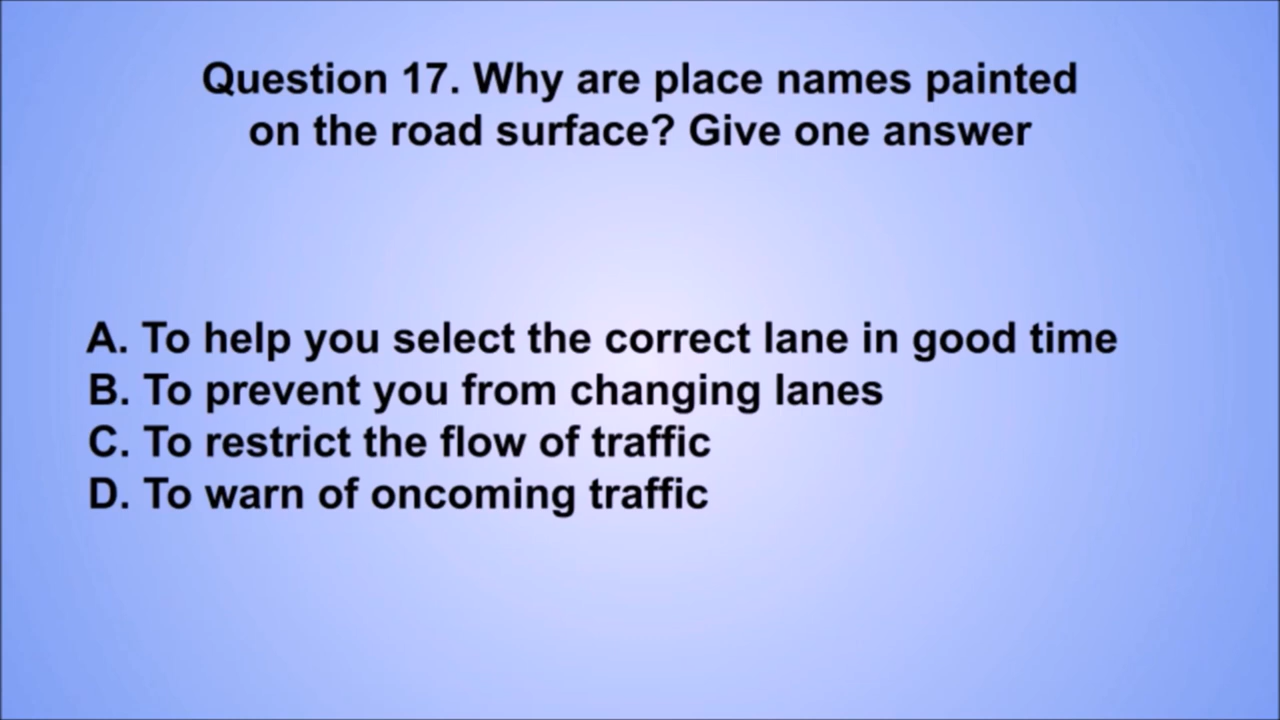 Question 17. Why are place names painted
on the road surface? Give one answer
A. To help you select the correct lane in good time
B. To prevent you from changing lanes
C. To restrict the flow of traffic
D. To warn of oncoming traffic